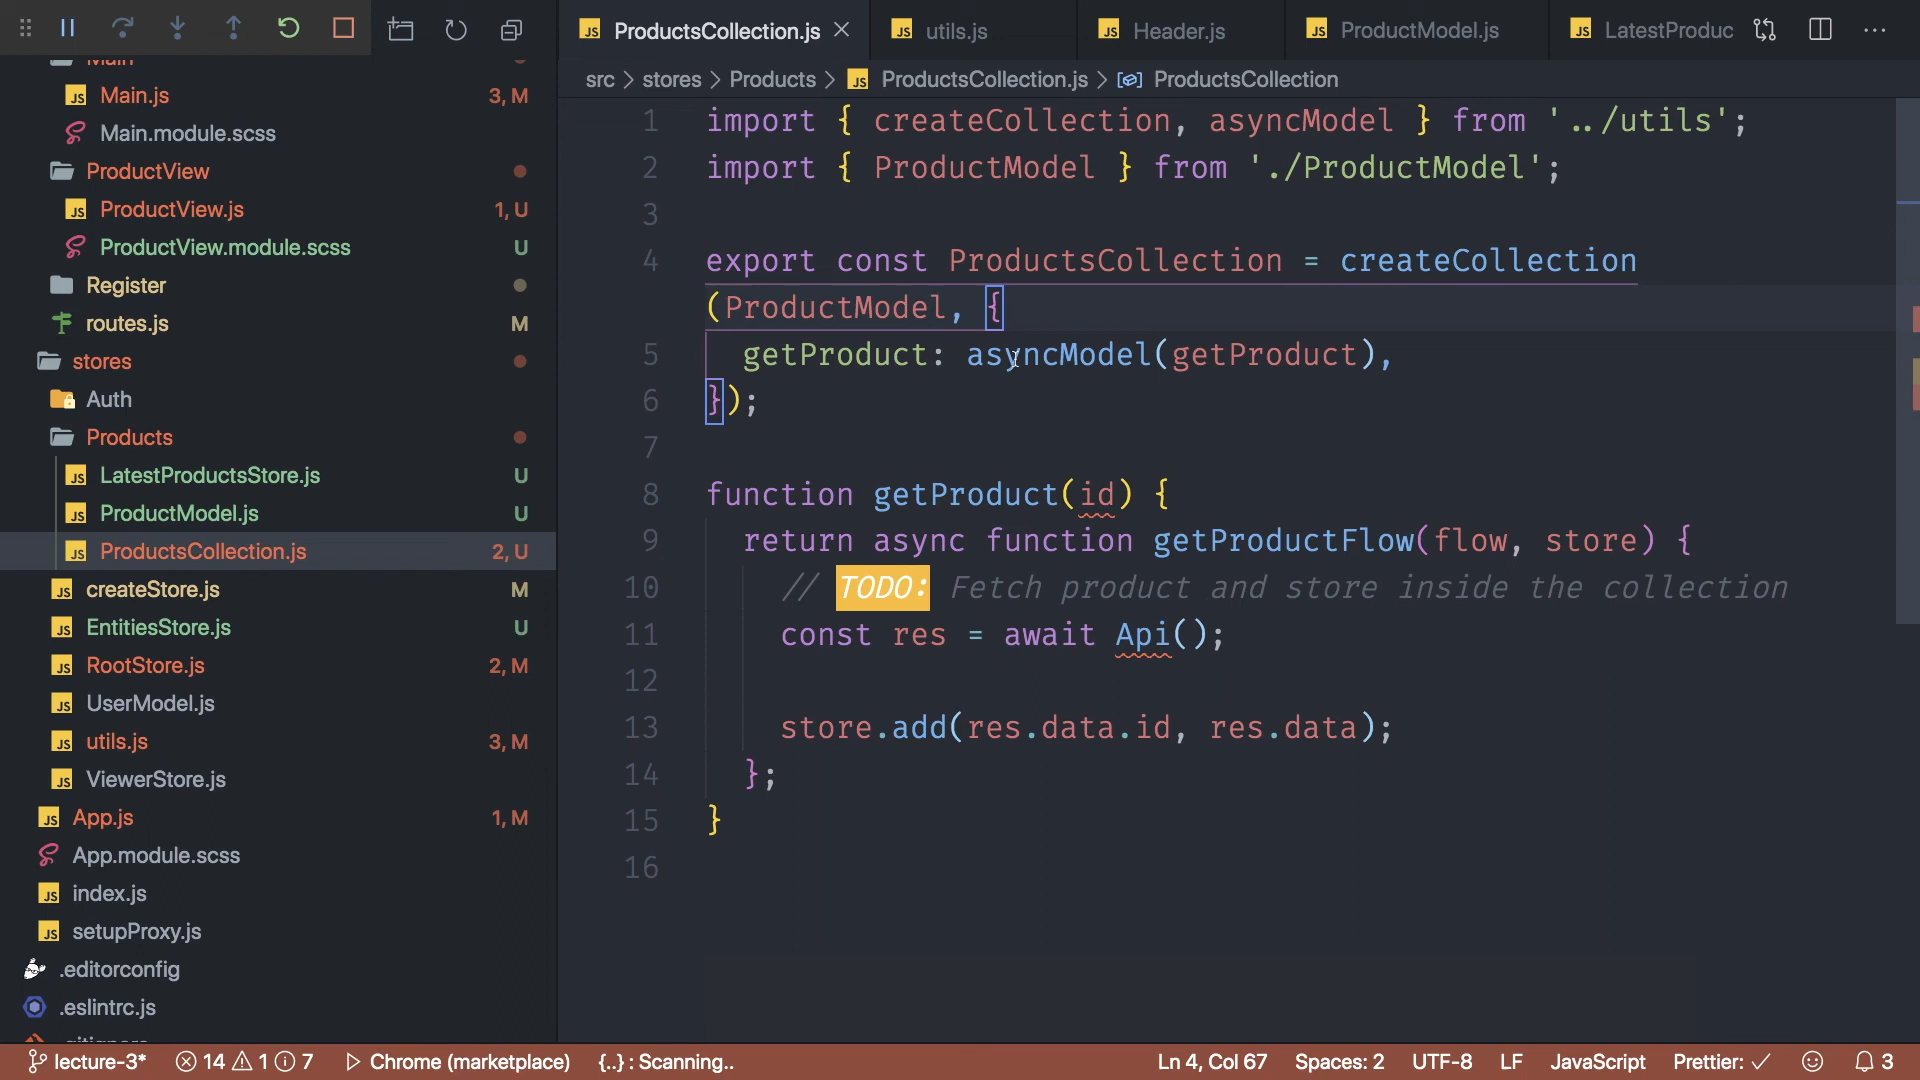 ProductsCollection.js
utils.js
Header.js
ProductModel.js
LatestProduc
src > stores > Products > ProductsCollection.js > ProductsCollection
Main
Main.js 3, M
Main.module.scss
ProductView
ProductView.js 1, U
ProductView.module.scss U
Register
routes.js M
stores
Auth
Products
LatestProductsStore.js U
ProductModel.js U
ProductsCollection.js 2, U
createStore.js M
EntitiesStore.js U
RootStore.js 2, M
UserModel.js
utils.js 3, M
ViewerStore.js
App.js 1, M
App.module.scss
index.js
setupProxy.js
.editorconfig
.eslintrc.js
1 import { createCollection, asyncModel } from '../utils';
2 import { ProductModel } from './ProductModel';
3
4 export const ProductsCollection = createCollection
(ProductModel, {
5 getProduct: asyncModel(getProduct),
6 });
7
8 function getProduct(id) {
9 return async function getProductFlow(flow, store) {
10 // TODO: Fetch product and store inside the collection
11 const res = await Api();
12
13 store.add(res.data.id, res.data);
14 };
15 }
16
lecture-3* 14 1 7 Chrome (marketplace) {..} : Scanning.. Ln 4, Col 67 Spaces: 2 UTF-8 LF JavaScript Prettier: ✓ 3